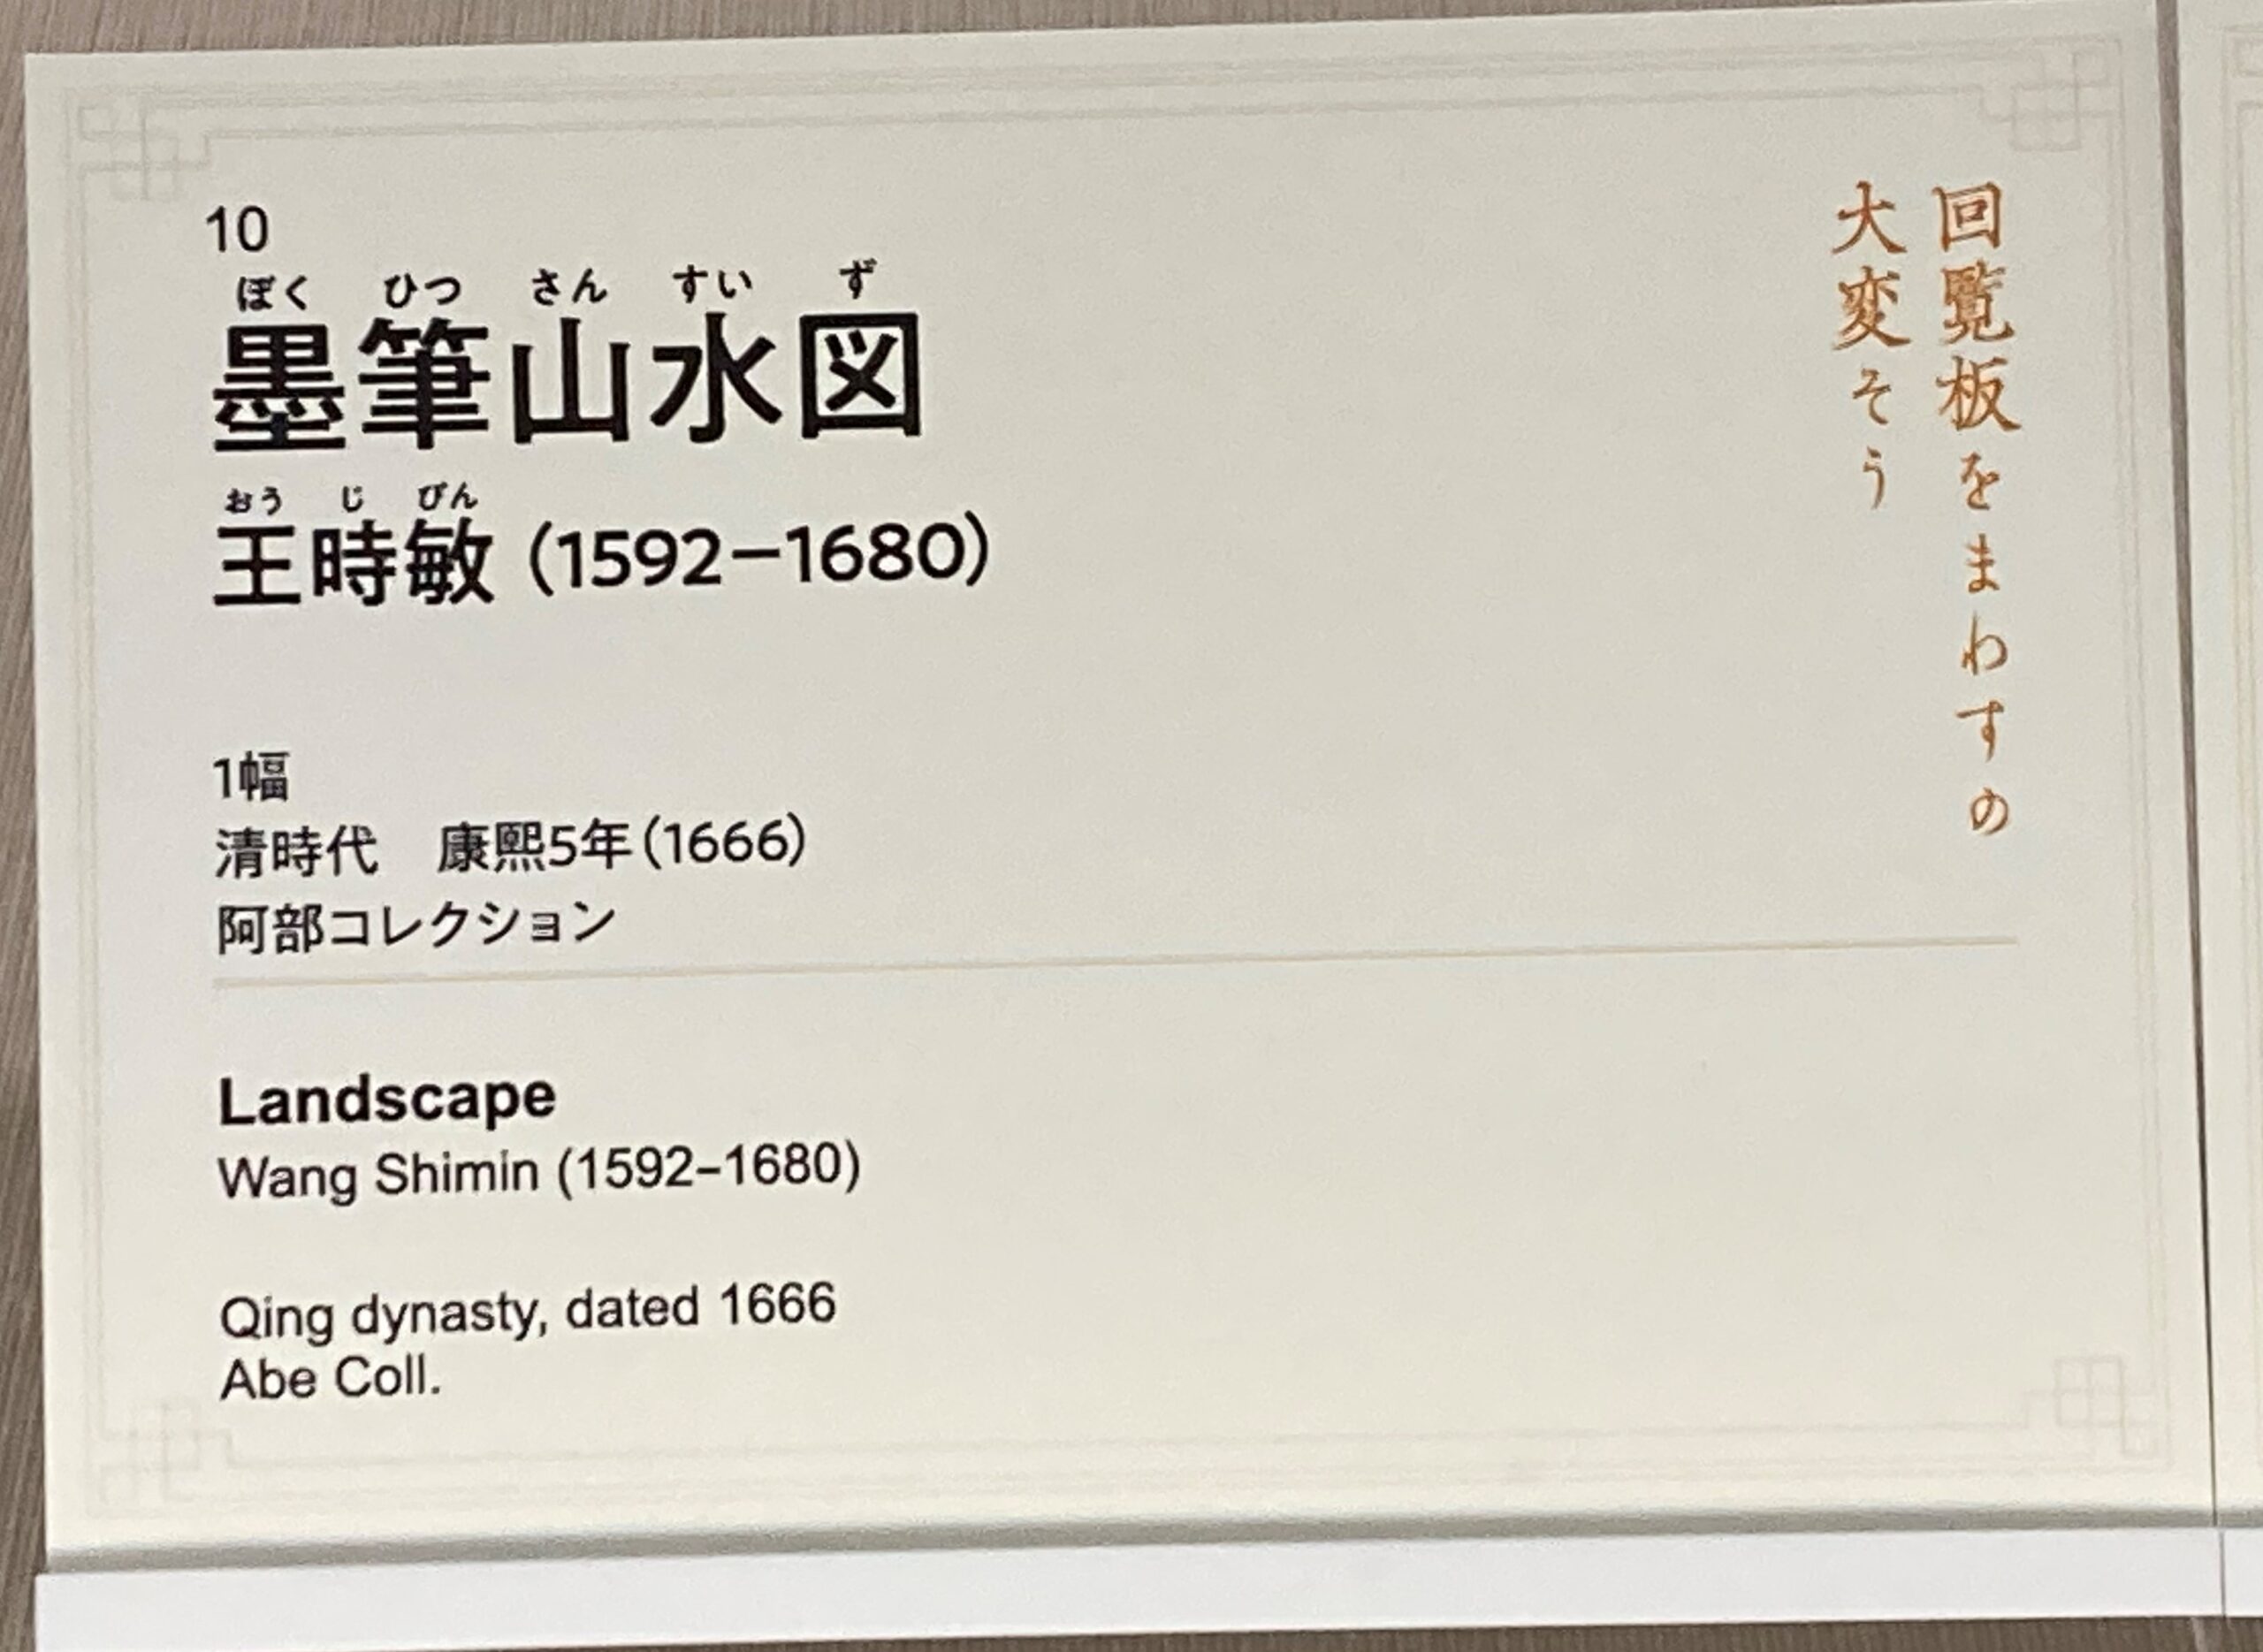 10
ぼくひつさんすいず
墨筆山水図
おうじびん
王時敏(1592−1680)
1幅
清時代　康熙5年(1666)
阿部コレクション
回覧板をまわすの
大変そう
Landscape
Wang Shimin (1592–1680)
Qing dynasty, dated 1666
Abe Coll.